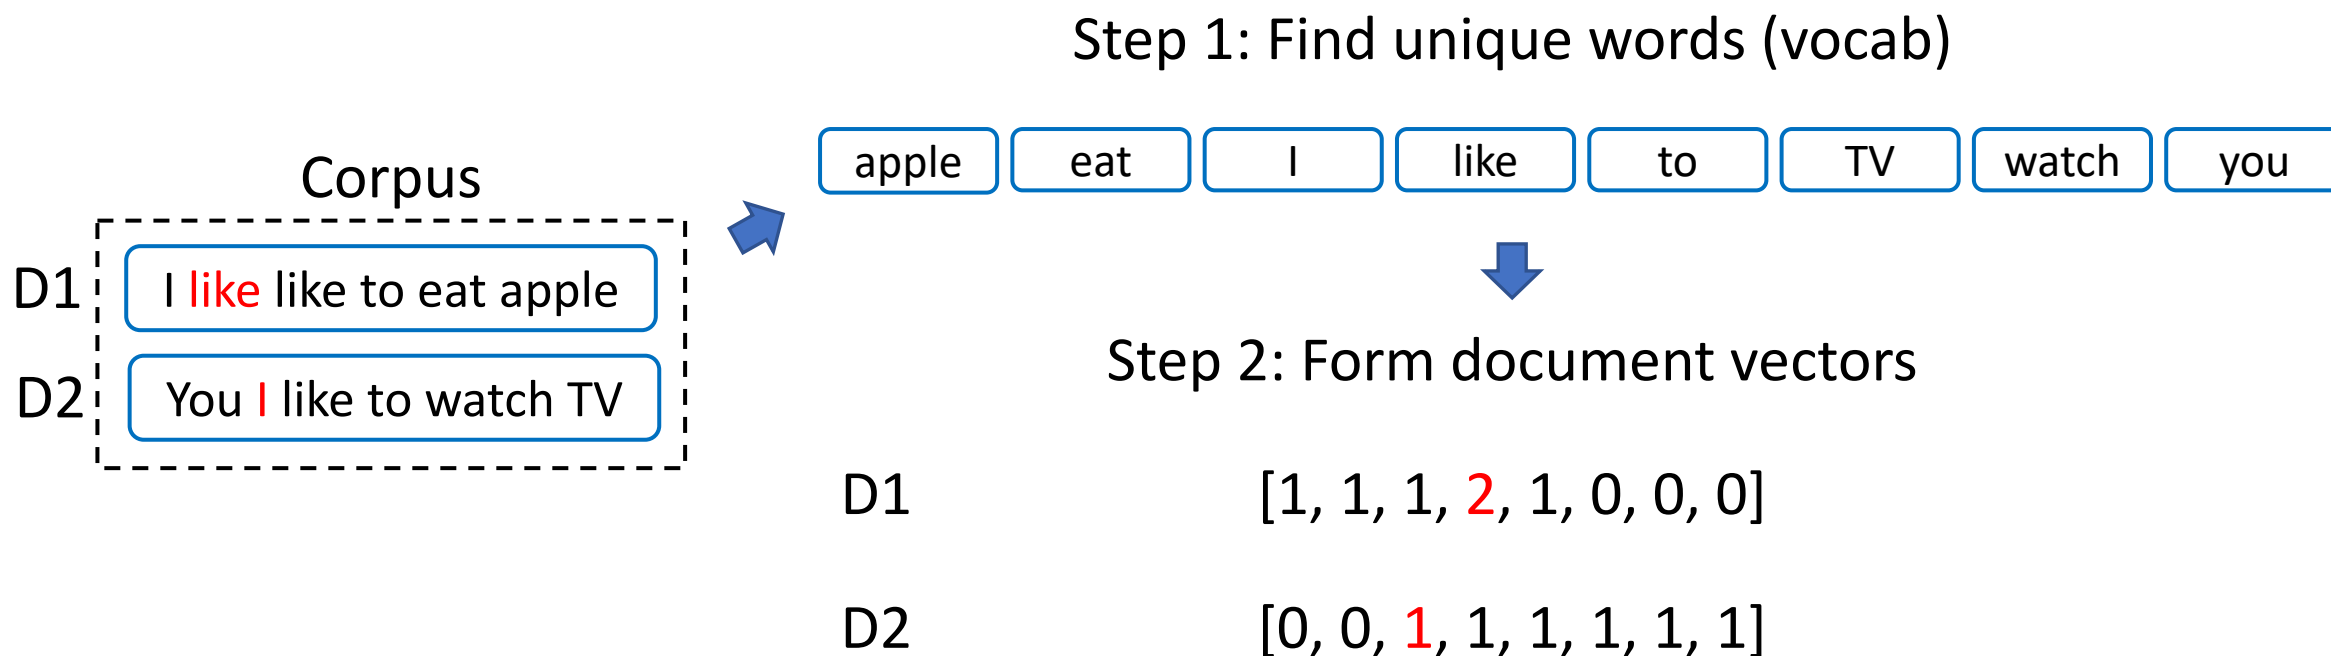 Step 1: Find unique words (vocab)
apple eat I like to TV watch you
Corpus
D1 I like like to eat apple
D2 You I like to watch TV
Step 2: Form document vectors
D1 [1, 1, 1, 2, 1, 0, 0, 0]
D2 [0, 0, 1, 1, 1, 1, 1, 1]